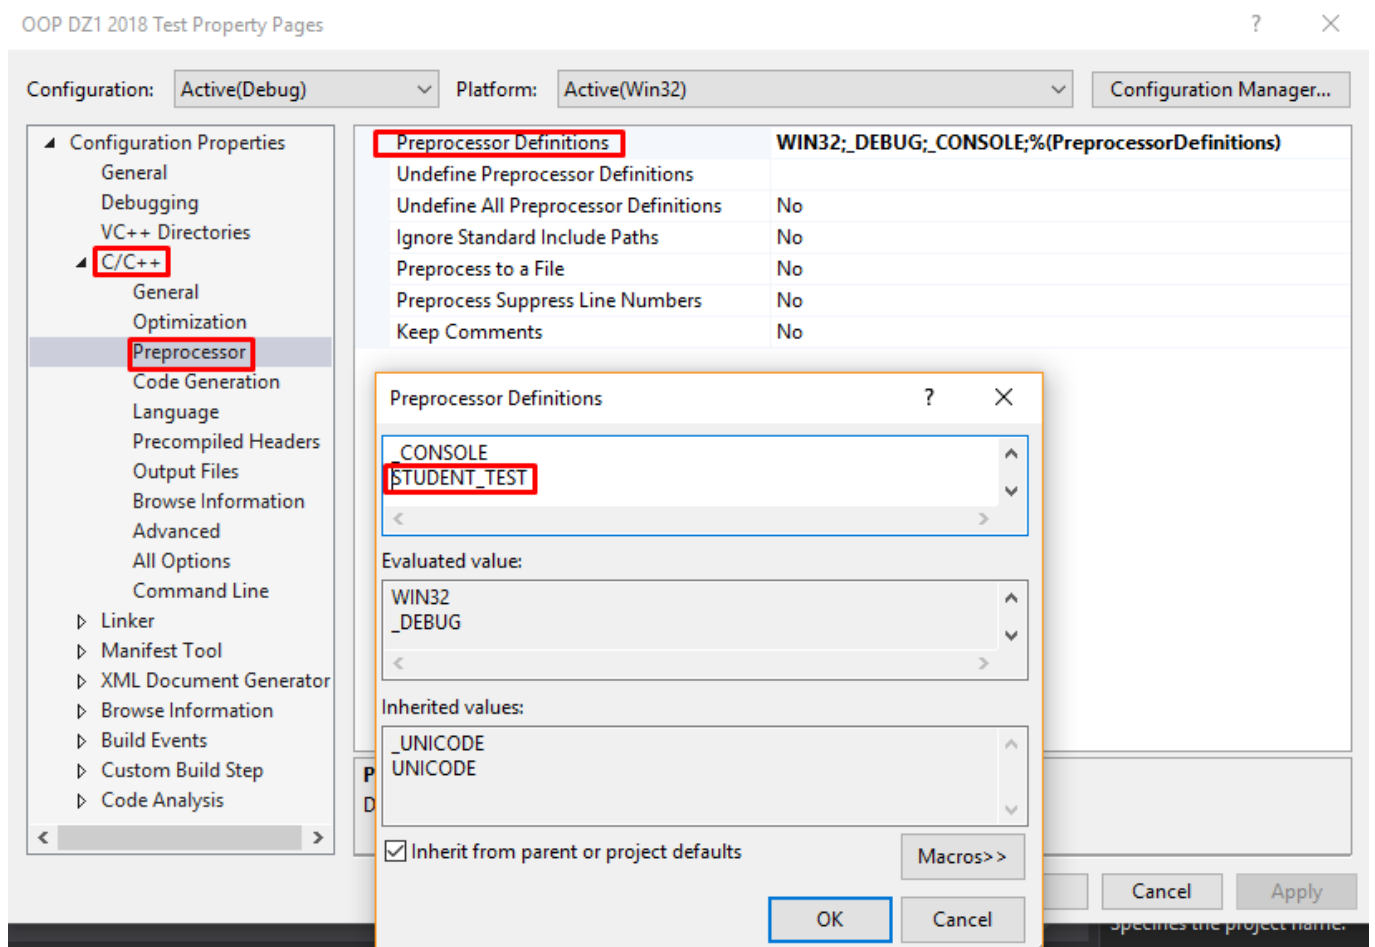 OOP DZ1 2018 Test Property Pages
?
Configuration: Active(Debug) Platform: Active(Win32) Configuration Manager...
Configuration Properties
General
Debugging
VC++ Directories
C/C++
General
Optimization
Preprocessor
Code Generation
Language
Precompiled Headers
Output Files
Browse Information
Advanced
All Options
Command Line
Linker
Manifest Tool
XML Document Generator
Browse Information
Build Events
Custom Build Step
Code Analysis
Preprocessor Definitions WIN32;_DEBUG;_CONSOLE;%(PreprocessorDefinitions)
Undefine Preprocessor Definitions
Undefine All Preprocessor Definitions No
Ignore Standard Include Paths No
Preprocess to a File No
Preprocess Suppress Line Numbers No
Keep Comments No
P
D
Preprocessor Definitions ?
_CONSOLE
STUDENT_TEST
Evaluated value:
WIN32
_DEBUG
Inherited values:
_UNICODE
UNICODE
Inherit from parent or project defaults
Macros>>
OK Cancel
Cancel Apply
Specifies the project name.